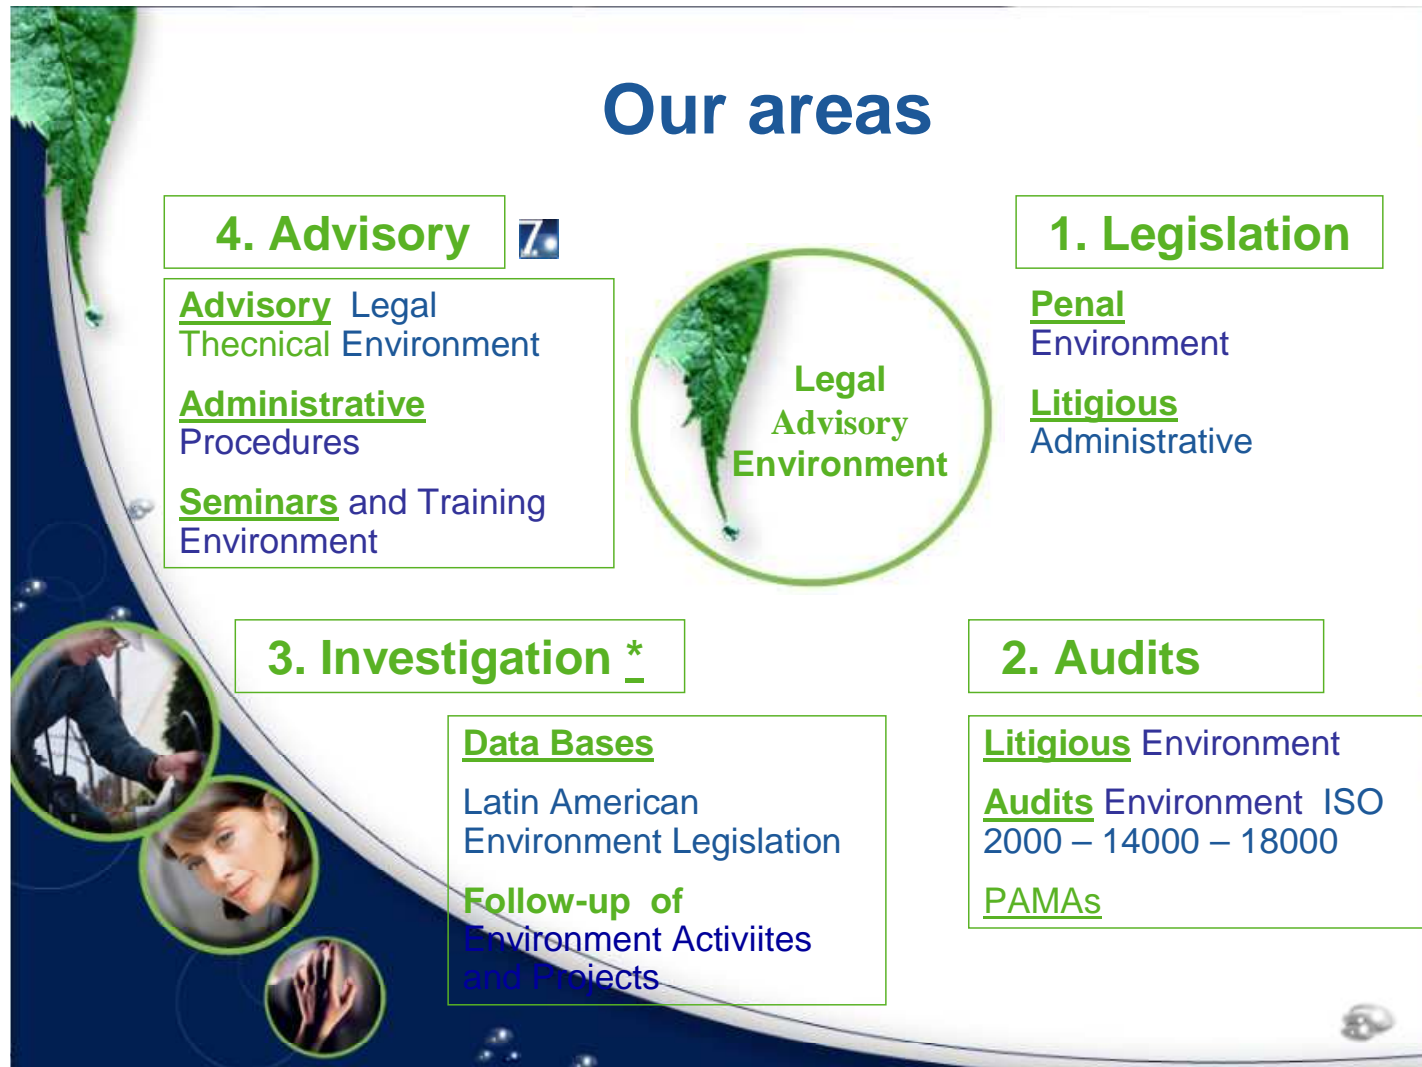 Our areas
4. Advisory
7.
Advisory Legal
Thecnical Environment
Administrative
Procedures
Seminars and Training
Environment
Legal
Advisory
Environment
1. Legislation
Penal
Environment
Litigious
Administrative
3. Investigation *
Data Bases
Latin American
Environment Legislation
Follow-up of
Environment Activiites
and Projects
2. Audits
Litigious Environment
Audits Environment ISO
2000 – 14000 – 18000
PAMAs